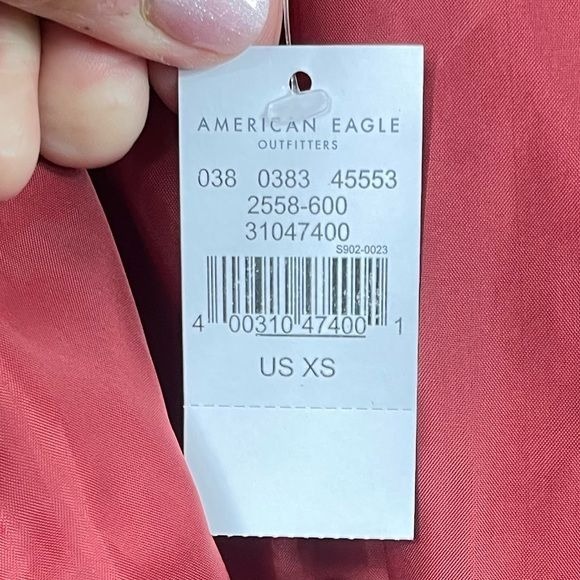 AMERICAN EAGLE
OUTFITTERS
038 0383 45553
2558-600
31047400
S902-0023
4 00310 47400 1
US XS